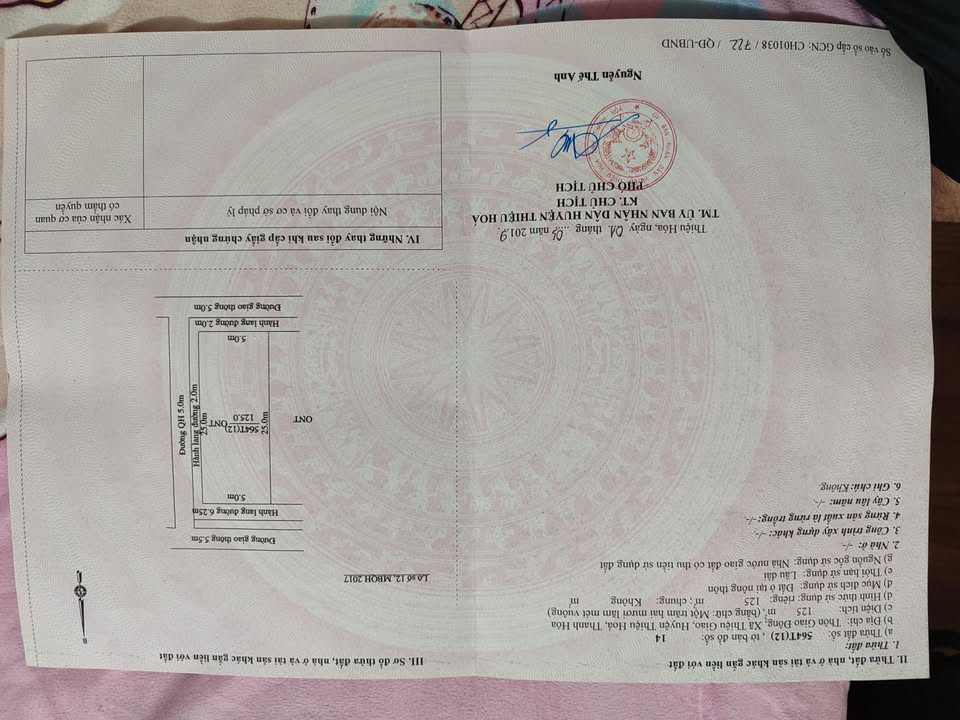 II. Thửa đất, nhà ở và tài sản khác gắn liền với đất
1. Thửa đất:
a) Thửa đất số: 564T(12) , tờ bản đồ số: 14
b) Địa chỉ: Thôn Giao Đông, Xã Thiệu Giao, Huyện Thiệu Hoá, Thanh Hóa
c) Diện tích: 125 m², (bằng chữ: Một trăm hai mươi lăm mét vuông)
d) Hình thức sử dụng: riêng: 125 m²; chung: Không m²
đ) Mục đích sử dụng: Đất ở tại nông thôn
e) Thời hạn sử dụng: Lâu dài
g) Nguồn gốc sử dụng: Nhà nước giao đất có thu tiền sử dụng đất
2. Nhà ở: -/-.
3. Công trình xây dựng khác: -/-.
4. Rừng sản xuất là rừng trồng: -/-.
5. Cây lâu năm: -/-.
6. Ghi chú: Không.
Thiệu Hóa, ngày 01 tháng 03 năm 2019
TM. ỦY BAN NHÂN DÂN HUYỆN THIỆU HOÁ
KT. CHỦ TỊCH
PHÓ CHỦ TỊCH
Nguyễn Thế Anh
Số vào sổ cấp GCN: CH01038 / 722 / QĐ-UBND
III. Sơ đồ thửa đất, nhà ở và tài sản khác gắn liền với đất
B
Lô số 12, MBQH 2017
Đường giao thông 5.5m
Hành lang đường 6.25m
5.0m
ONT
25.0m
564T(12)
125.0
ONT
25.0m
Hành lang đường 2.0m
Đường QH 5.0m
5.0m
Hành lang đường 2.0m
Đường giao thông 5.0m
IV. Những thay đổi sau khi cấp giấy chứng nhận
Nội dung thay đổi và cơ sở pháp lý
Xác nhận của cơ quan
có thẩm quyền